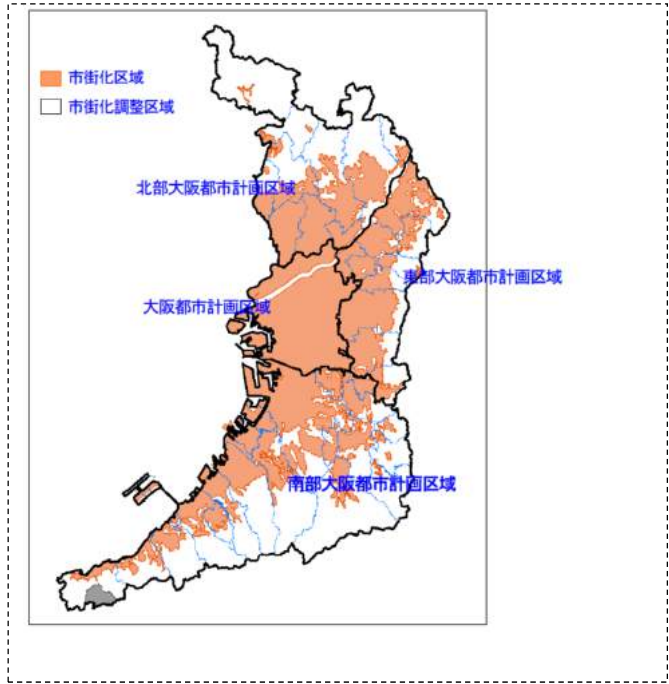 市街化区域
市街化調整区域
北部大阪都市計画区域
東部大阪都市計画区域
大阪都市計画区域
南部大阪都市計画区域